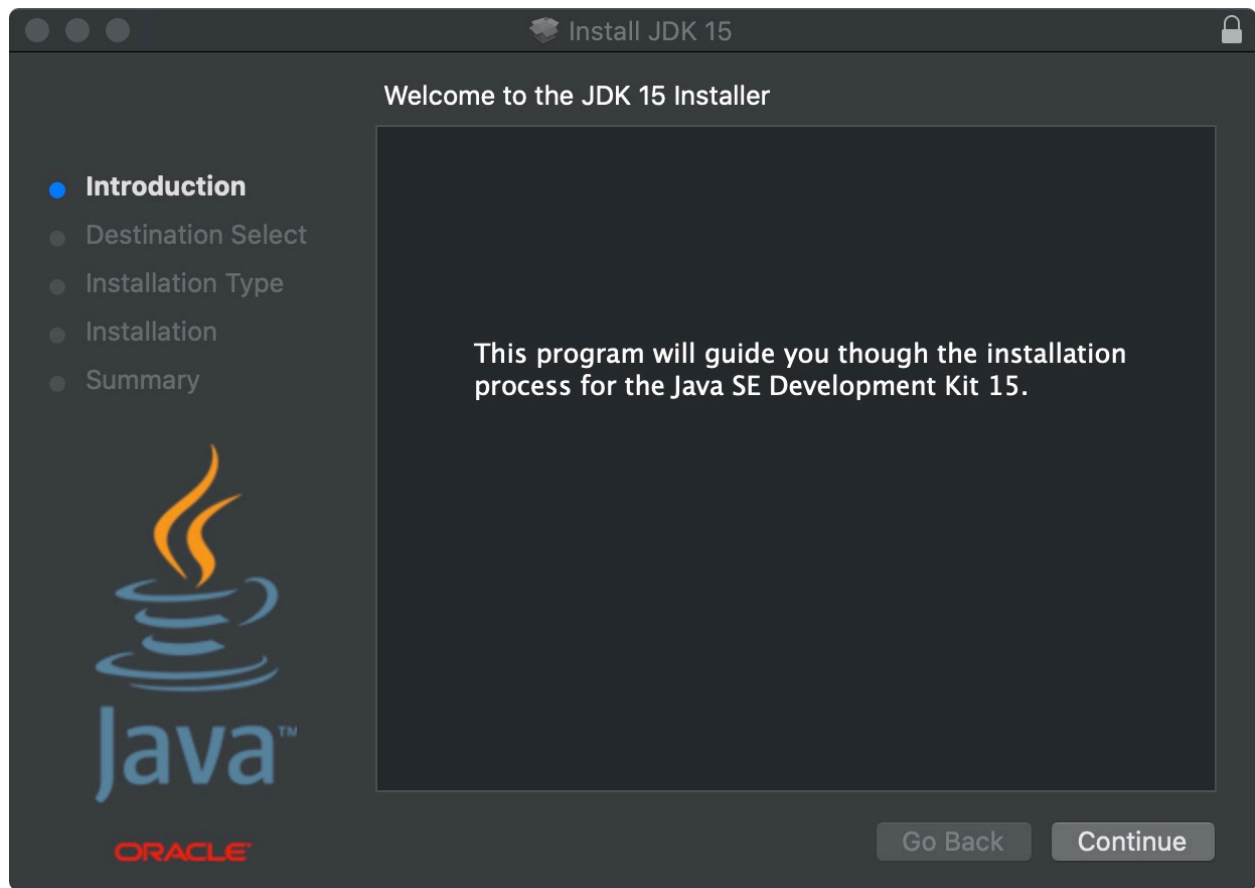 Install JDK 15
Welcome to the JDK 15 Installer
Introduction
Destination Select
Installation Type
Installation
Summary
This program will guide you though the installation
process for the Java SE Development Kit 15.
Java™
ORACLE
Go Back
Continue